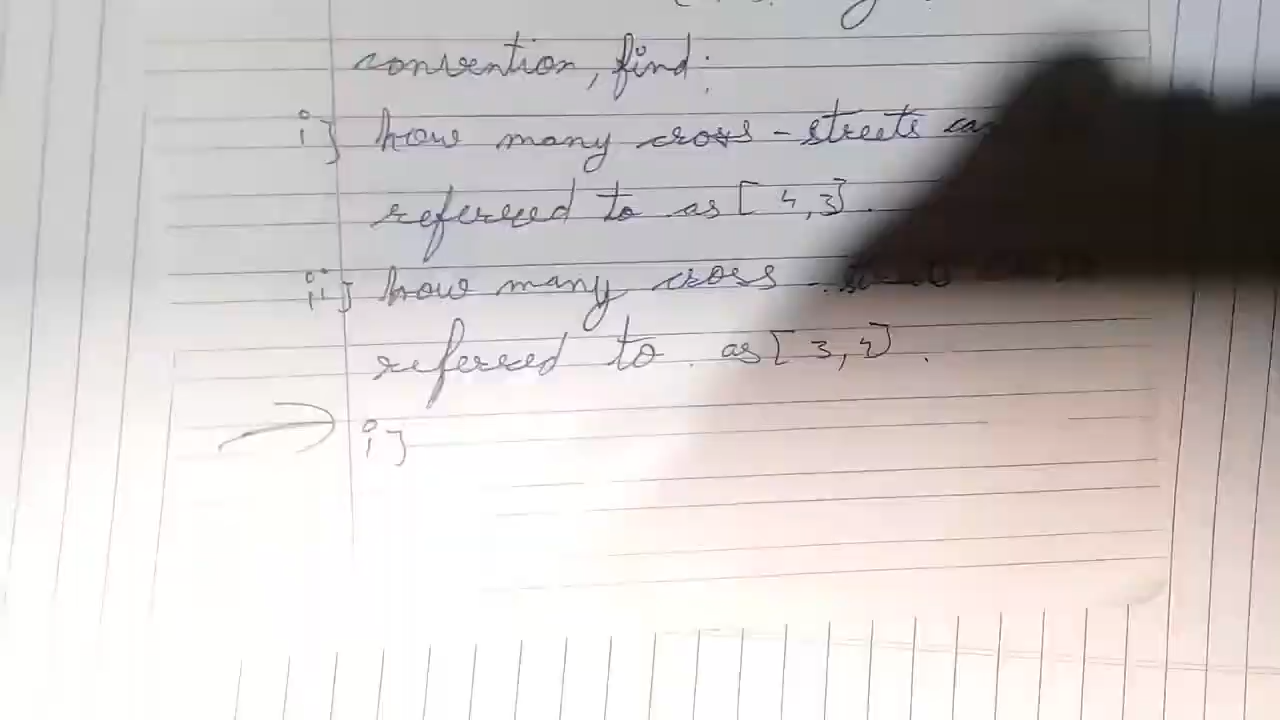 convention, find:
i] how many cross-streets
referred to as [4,3].
ii] how many cross
referred to as [3,4].
i]